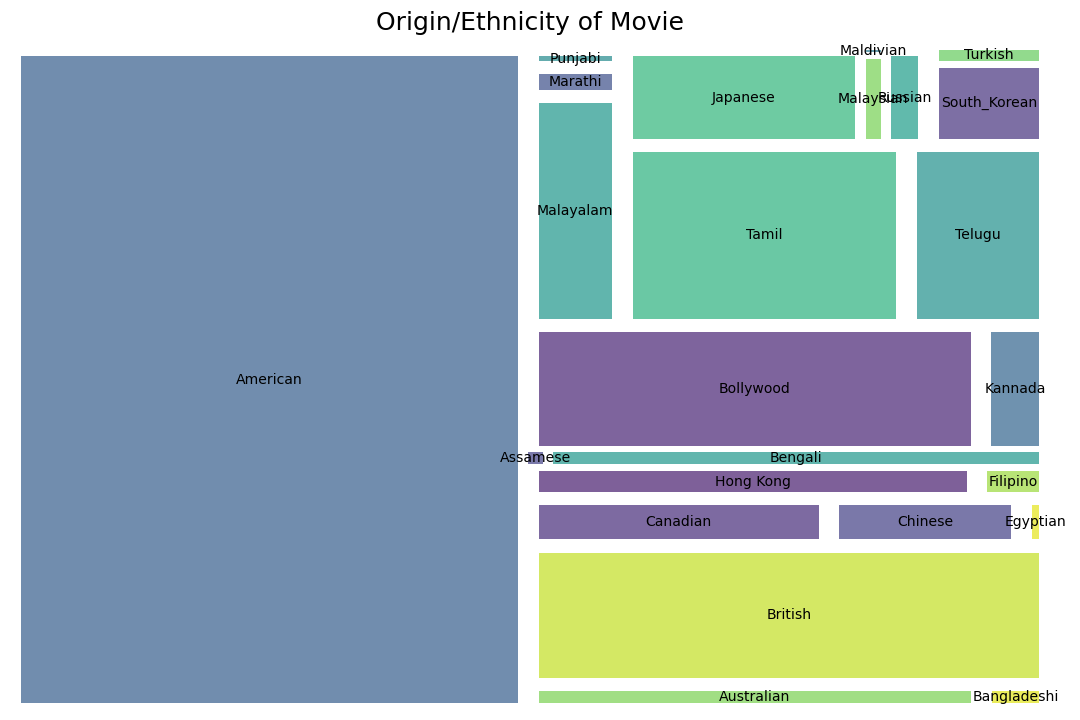 Origin/Ethnicity of Movie
Maldivian
Turkish
Punjabi
Marathi
Japanese
Malaysian
Russian
South_Korean
Malayalam
Tamil
Telugu
American
Bollywood
Kannada
Assamese
Bengali
Hong Kong
Filipino
Canadian
Chinese
Egyptian
British
Australian
Bangladeshi